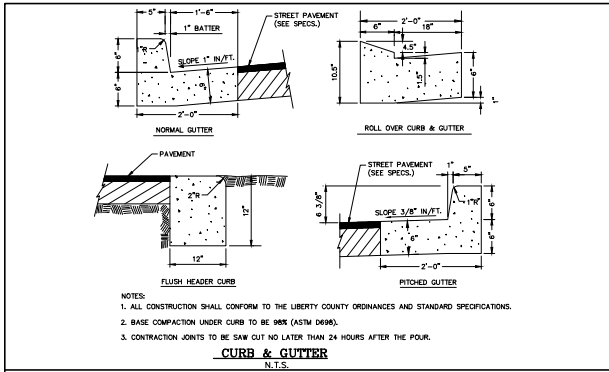 5"
1'-6"
1" BATTER
1"R
STREET PAVEMENT
(SEE SPECS.)
SLOPE 1" IN/FT.
6"
6"
6"
2'-0"
NORMAL GUTTER
2'-0"
6"
18"
4.5"
10.5"
1.5"
6"
1"
ROLL OVER CURB & GUTTER
PAVEMENT
2"R
12"
12"
FLUSH HEADER CURB
STREET PAVEMENT
(SEE SPECS.)
1"
5"
6 3/8"
1"R
SLOPE 3/8" IN/FT.
6"
6"
6"
2'-0"
PITCHED GUTTER
NOTES:
1. ALL CONSTRUCTION SHALL CONFORM TO THE LIBERTY COUNTY ORDINANCES AND STANDARD SPECIFICATIONS.
2. BASE COMPACTION UNDER CURB TO BE 98% (ASTM D698).
3. CONTRACTION JOINTS TO BE SAW CUT NO LATER THAN 24 HOURS AFTER THE POUR.
CURB & GUTTER
N.T.S.